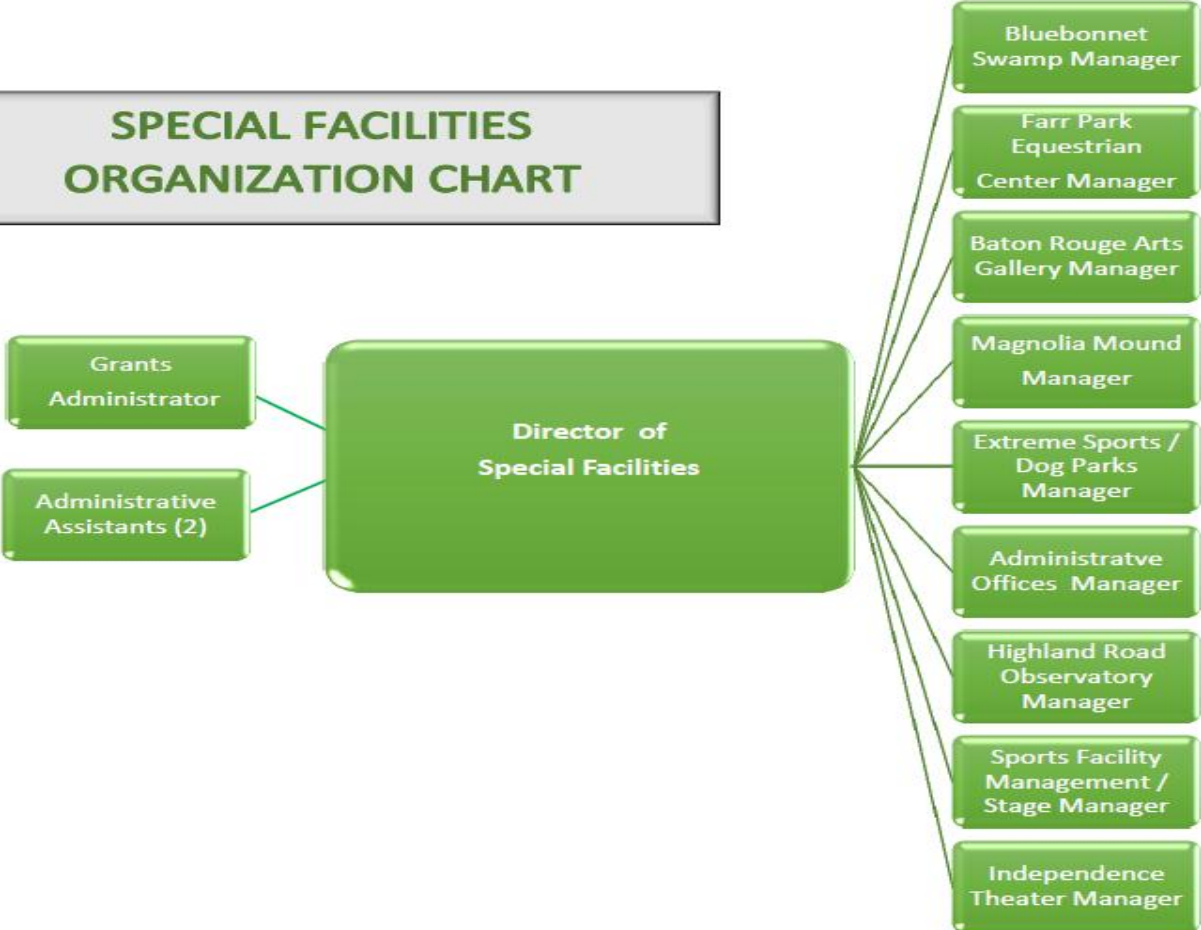 SPECIAL FACILITIES
ORGANIZATION CHART
Grants
Administrator
Administrative
Assistants (2)
Director of
Special Facilities
Bluebonnet
Swamp Manager
Farr Park
Equestrian
Center Manager
Baton Rouge Arts
Gallery Manager
Magnolia Mound
Manager
Extreme Sports /
Dog Parks
Manager
Administratve
Offices Manager
Highland Road
Observatory
Manager
Sports Facility
Management /
Stage Manager
Independence
Theater Manager